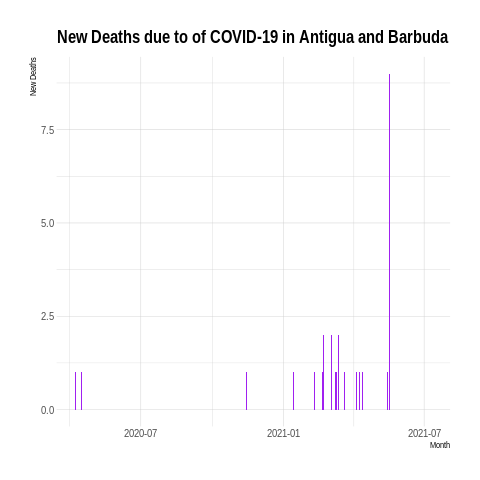 New Deaths due to of COVID-19 in Antigua and Barbuda
New Deaths
7.5
5.0
2.5
0.0
2020-07
2021-01
2021-07
Month